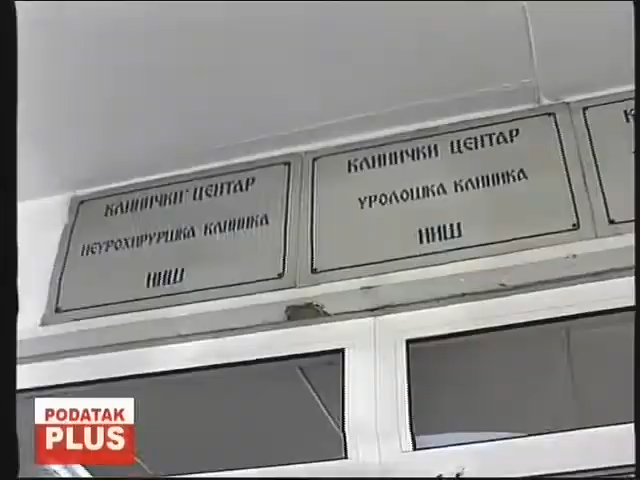 КЛИНИЧКИ ЦЕНТАР
НЕУРОХИРУРШКА КЛИНИКА
НИШ
КЛИНИЧКИ ЦЕНТАР
УРОЛОШКА КЛИНИКА
НИШ
PODATAK
PLUS